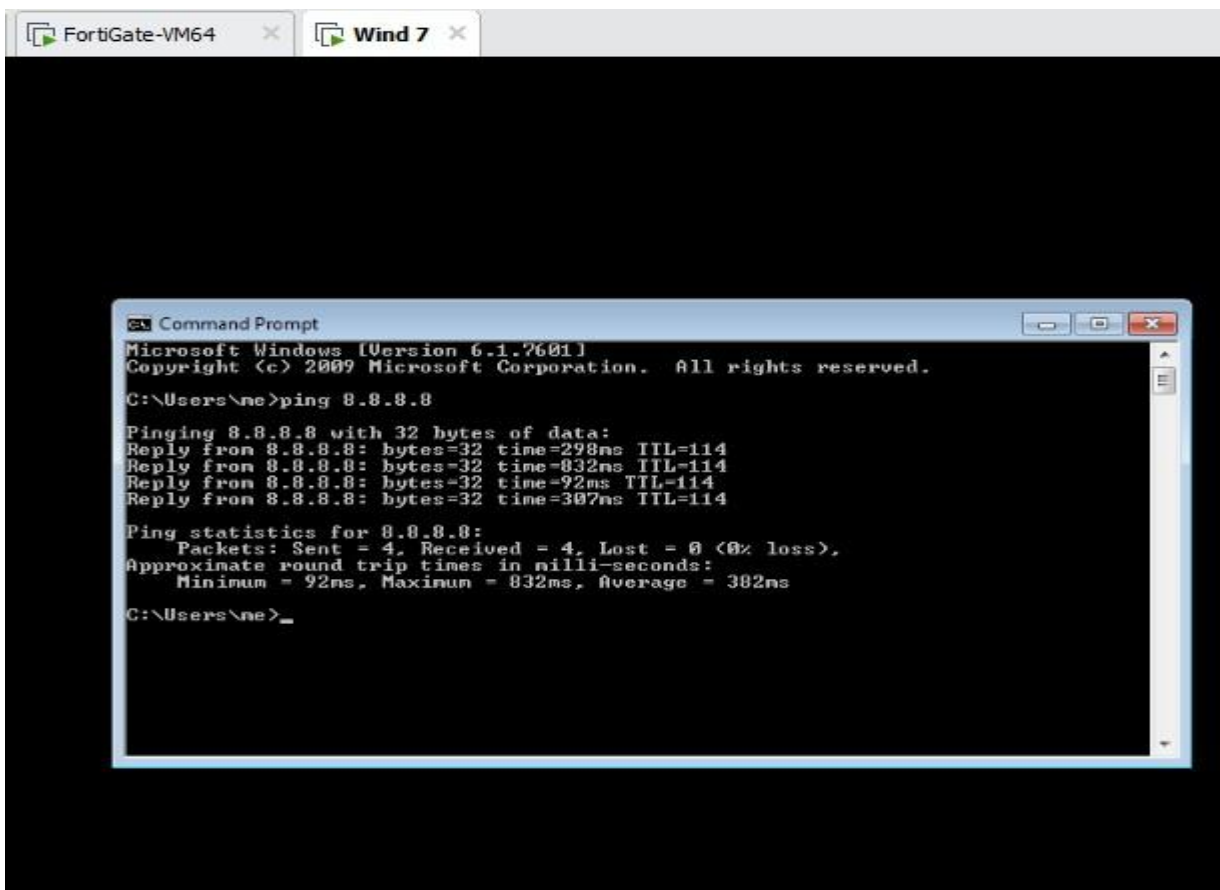 FortiGate-VM64
Wind 7
Command Prompt
Microsoft Windows [Version 6.1.7601]
Copyright (c) 2009 Microsoft Corporation.  All rights reserved.
C:\Users\me>ping 8.8.8.8
Pinging 8.8.8.8 with 32 bytes of data:
Reply from 8.8.8.8: bytes=32 time=298ms TTL=114
Reply from 8.8.8.8: bytes=32 time=832ms TTL=114
Reply from 8.8.8.8: bytes=32 time=92ms TTL=114
Reply from 8.8.8.8: bytes=32 time=307ms TTL=114
Ping statistics for 8.8.8.8:
    Packets: Sent = 4, Received = 4, Lost = 0 (0% loss),
Approximate round trip times in milli-seconds:
    Minimum = 92ms, Maximum = 832ms, Average = 382ms
C:\Users\me>_